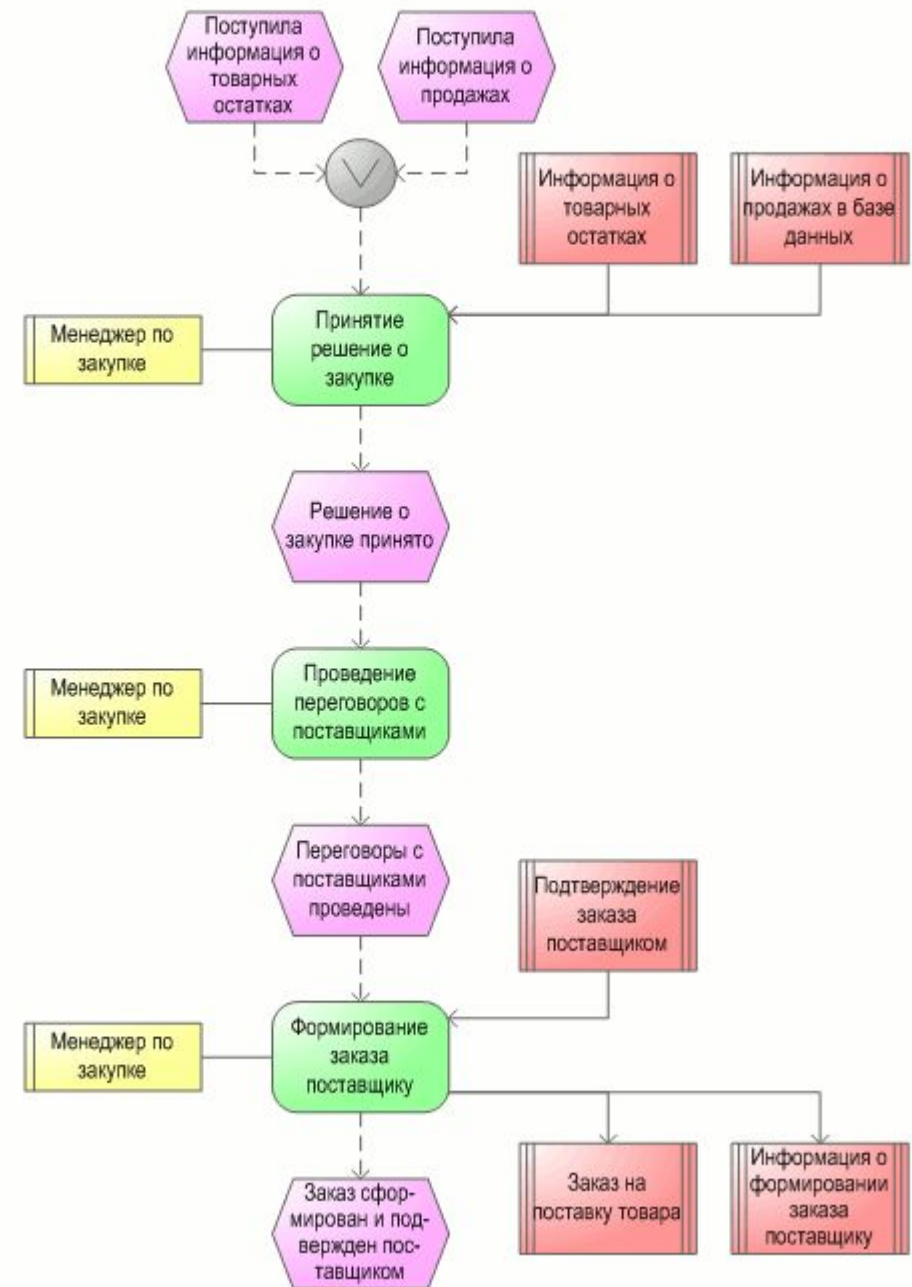 Поступила
информация о
товарных
остатках
Поступила
информация о
продажах
Информация о
товарных
остатках
Информация о
продажах в базе
данных
Менеджер по
закупке
Принятие
решение о
закупке
Решение о
закупке принято
Менеджер по
закупке
Проведение
переговоров с
поставщиками
Переговоры с
поставщиками
проведены
Подтверждение
заказа
поставщиком
Менеджер по
закупке
Формирование
заказа
поставщику
Заказ сфор-
мирован и под-
вержден пос-
тавщиком
Заказ на
поставку товара
Информация о
формировании
заказа
поставщику